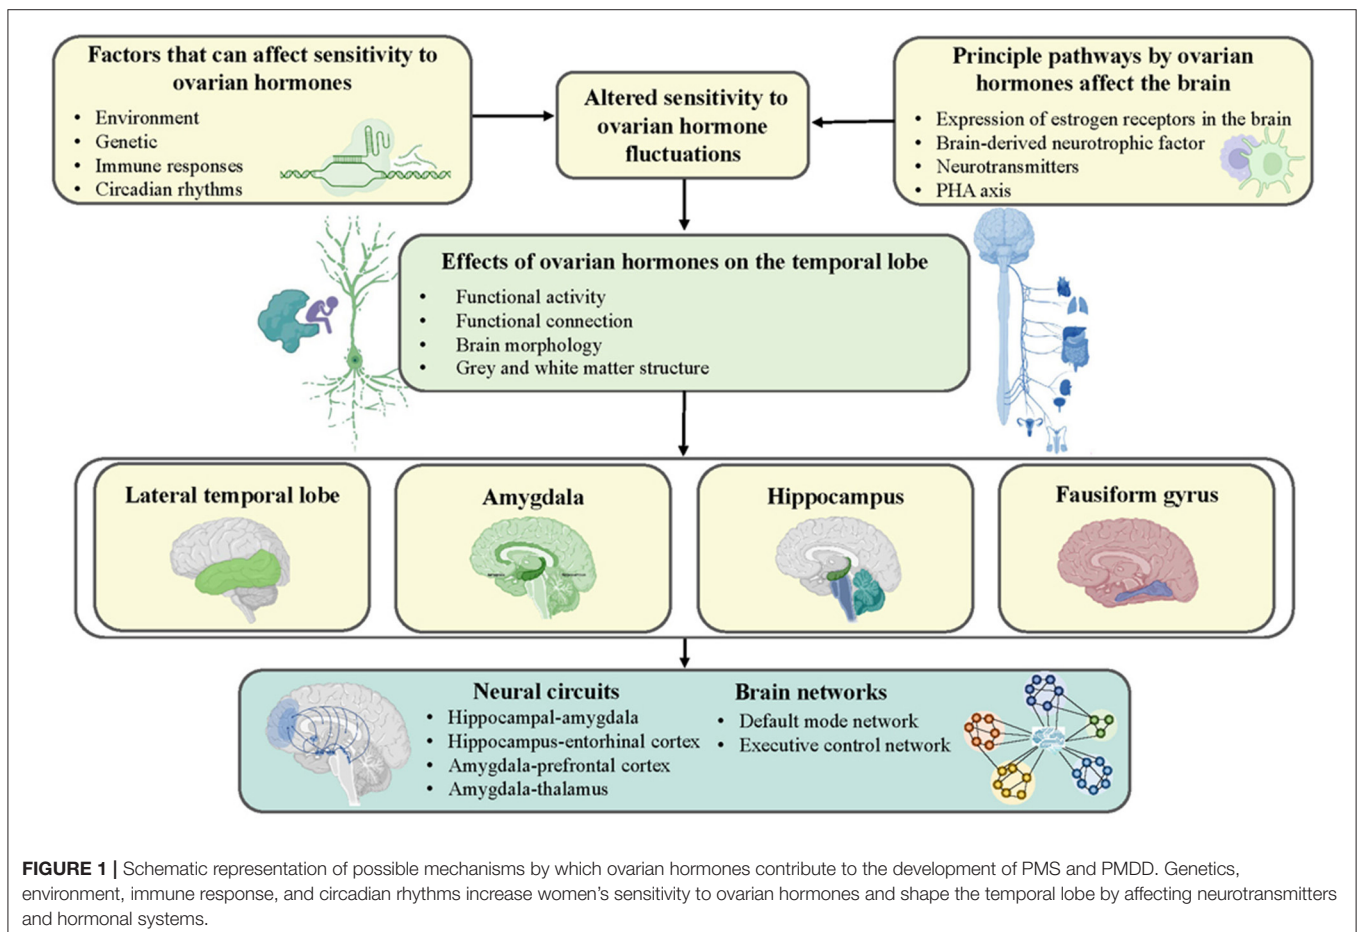 Factors that can affect sensitivity to
ovarian hormones
• Environment
• Genetic
• Immune responses
• Circadian rhythms
Altered sensitivity to
ovarian hormone
fluctuations
Principle pathways by ovarian
hormones affect the brain
• Expression of estrogen receptors in the brain
• Brain-derived neurotrophic factor
• Neurotransmitters
• PHA axis
Effects of ovarian hormones on the temporal lobe
• Functional activity
• Functional connection
• Brain morphology
• Grey and white matter structure
Lateral temporal lobe
Amygdala
Hippocampus
Fausiform gyrus
Neural circuits
• Hippocampal-amygdala
• Hippocampus-entorhinal cortex
• Amygdala-prefrontal cortex
• Amygdala-thalamus
Brain networks
• Default mode network
• Executive control network
FIGURE 1 | Schematic representation of possible mechanisms by which ovarian hormones contribute to the development of PMS and PMDD. Genetics,
environment, immune response, and circadian rhythms increase women's sensitivity to ovarian hormones and shape the temporal lobe by affecting neurotransmitters
and hormonal systems.